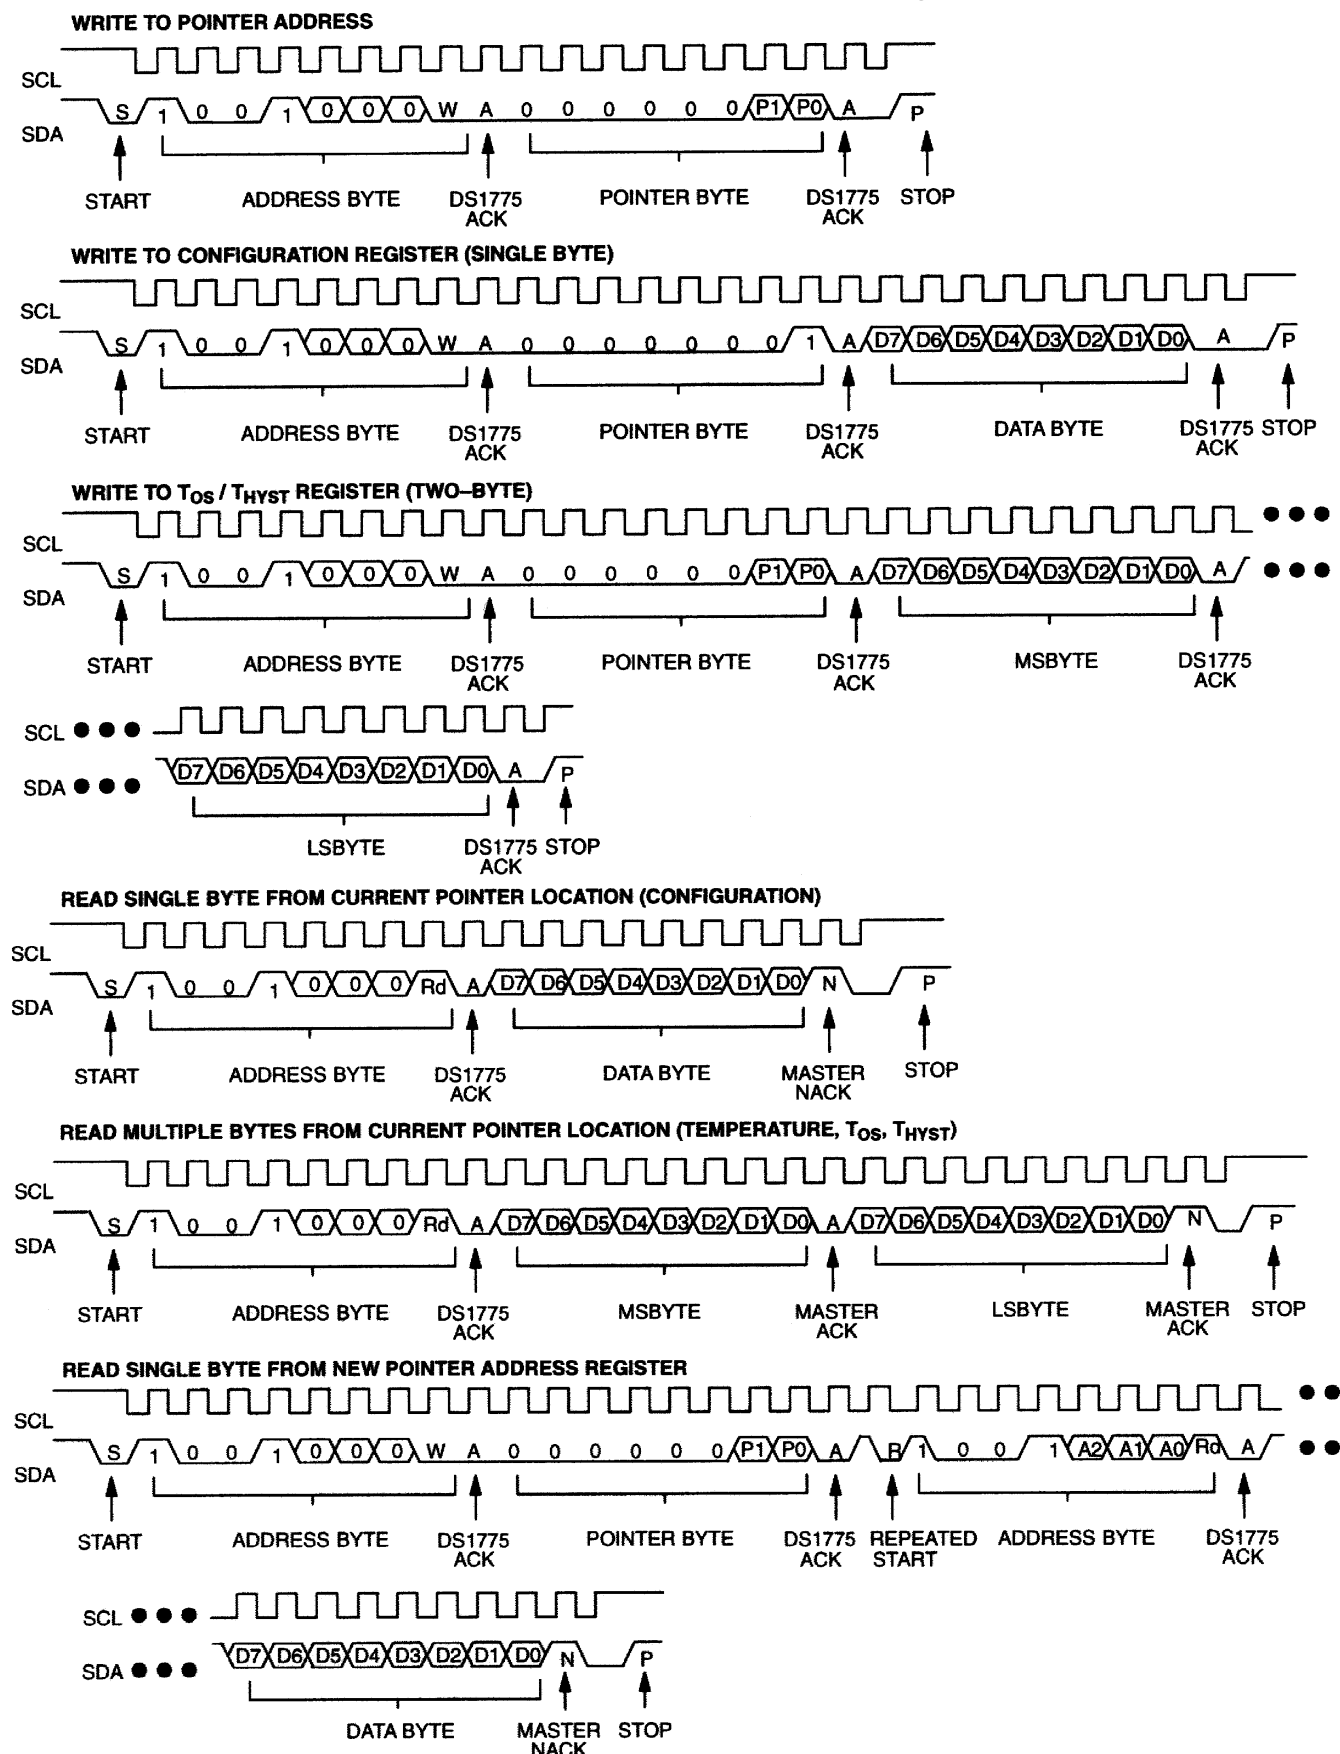 WRITE TO POINTER ADDRESS
SCL
SDA S 1 0 0 1 0 0 0 W A 0 0 0 0 0 0 P1 P0 A P
START ADDRESS BYTE DS1775 ACK POINTER BYTE DS1775 ACK STOP
WRITE TO CONFIGURATION REGISTER (SINGLE BYTE)
SCL
SDA S 1 0 0 1 0 0 0 W A 0 0 0 0 0 0 0 1 A D7 D6 D5 D4 D3 D2 D1 D0 A P
START ADDRESS BYTE DS1775 ACK POINTER BYTE DS1775 ACK DATA BYTE DS1775 ACK STOP
WRITE TO TOS / THYST REGISTER (TWO–BYTE)
SCL
SDA S 1 0 0 1 0 0 0 W A 0 0 0 0 0 0 P1 P0 A D7 D6 D5 D4 D3 D2 D1 D0 A
START ADDRESS BYTE DS1775 ACK POINTER BYTE DS1775 ACK MSBYTE DS1775 ACK
SCL
SDA D7 D6 D5 D4 D3 D2 D1 D0 A P
LSBYTE DS1775 ACK STOP
READ SINGLE BYTE FROM CURRENT POINTER LOCATION (CONFIGURATION)
SCL
SDA S 1 0 0 1 0 0 0 Rd A D7 D6 D5 D4 D3 D2 D1 D0 N P
START ADDRESS BYTE DS1775 ACK DATA BYTE MASTER NACK STOP
READ MULTIPLE BYTES FROM CURRENT POINTER LOCATION (TEMPERATURE, TOS, THYST)
SCL
SDA S 1 0 0 1 0 0 0 Rd A D7 D6 D5 D4 D3 D2 D1 D0 A D7 D6 D5 D4 D3 D2 D1 D0 N P
START ADDRESS BYTE DS1775 ACK MSBYTE MASTER ACK LSBYTE MASTER ACK STOP
READ SINGLE BYTE FROM NEW POINTER ADDRESS REGISTER
SCL
SDA S 1 0 0 1 0 0 0 W A 0 0 0 0 0 0 P1 P0 A R 1 0 0 1 A2 A1 A0 Rd A
START ADDRESS BYTE DS1775 ACK POINTER BYTE DS1775 ACK REPEATED START ADDRESS BYTE DS1775 ACK
SCL
SDA D7 D6 D5 D4 D3 D2 D1 D0 N P
DATA BYTE MASTER NACK STOP